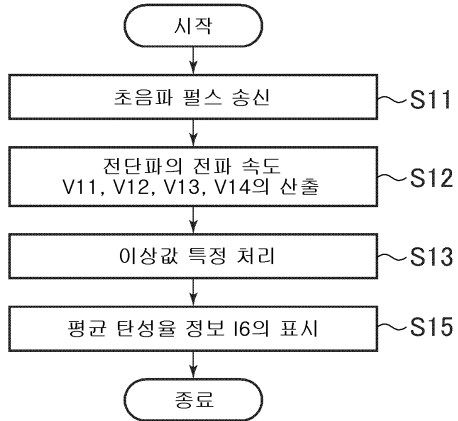 시작
초음파 펄스 송신
S11
전단파의 전파 속도
V11, V12, V13, V14의 산출
S12
이상값 특정 처리
S13
평균 탄성율 정보 I6의 표시
S15
종료